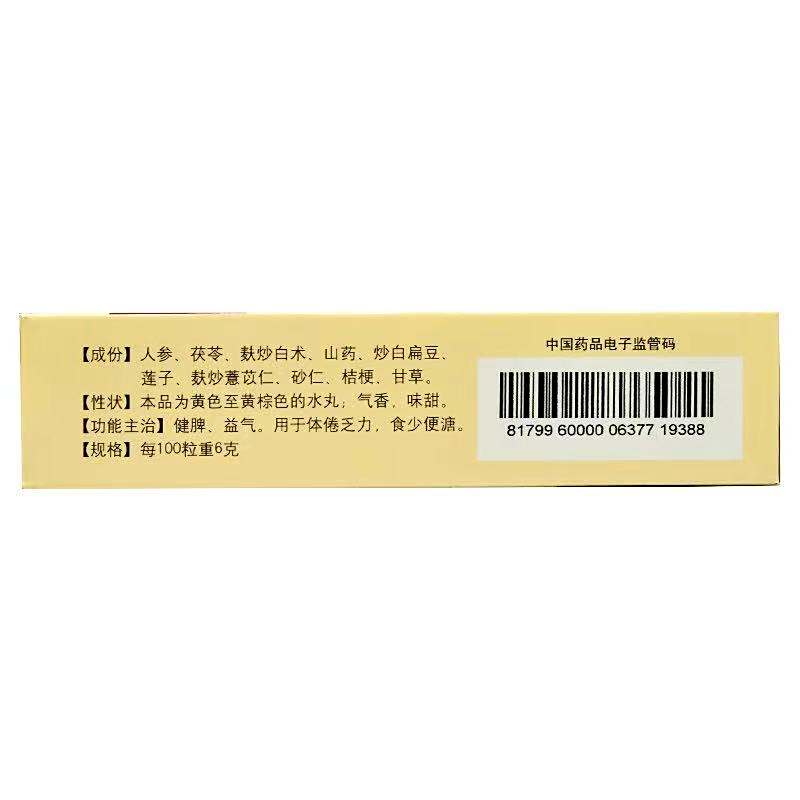 【成份】人参、茯苓、麸炒白术、山药、炒白扁豆、
莲子、麸炒薏苡仁、砂仁、桔梗、甘草。
【性状】本品为黄色至黄棕色的水丸；气香，味甜。
【功能主治】健脾、益气。用于体倦乏力，食少便溏。
【规格】每100粒重6克
中国药品电子监管码
81799 60000 06377 19388